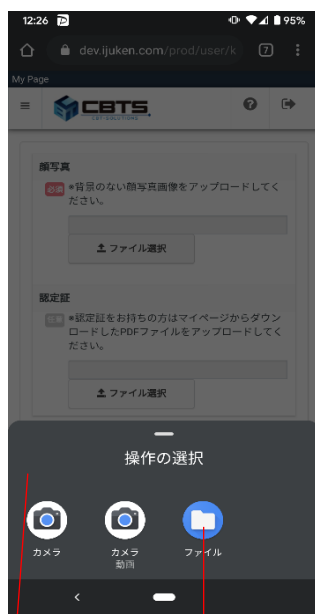 12:26
95%
dev.ijuken.com/prod/user/k
7
My Page
CBTS
CBT-SOLUTIONS
顔写真
必須 *背景のない顔写真画像をアップロードしてく
ださい。
ファイル選択
認定証
任意 *認定証をお持ちの方はマイページからダウン
ロードしたPDFファイルをアップロードしてく
ださい。
ファイル選択
操作の選択
カメラ
カメラ
動画
ファイル